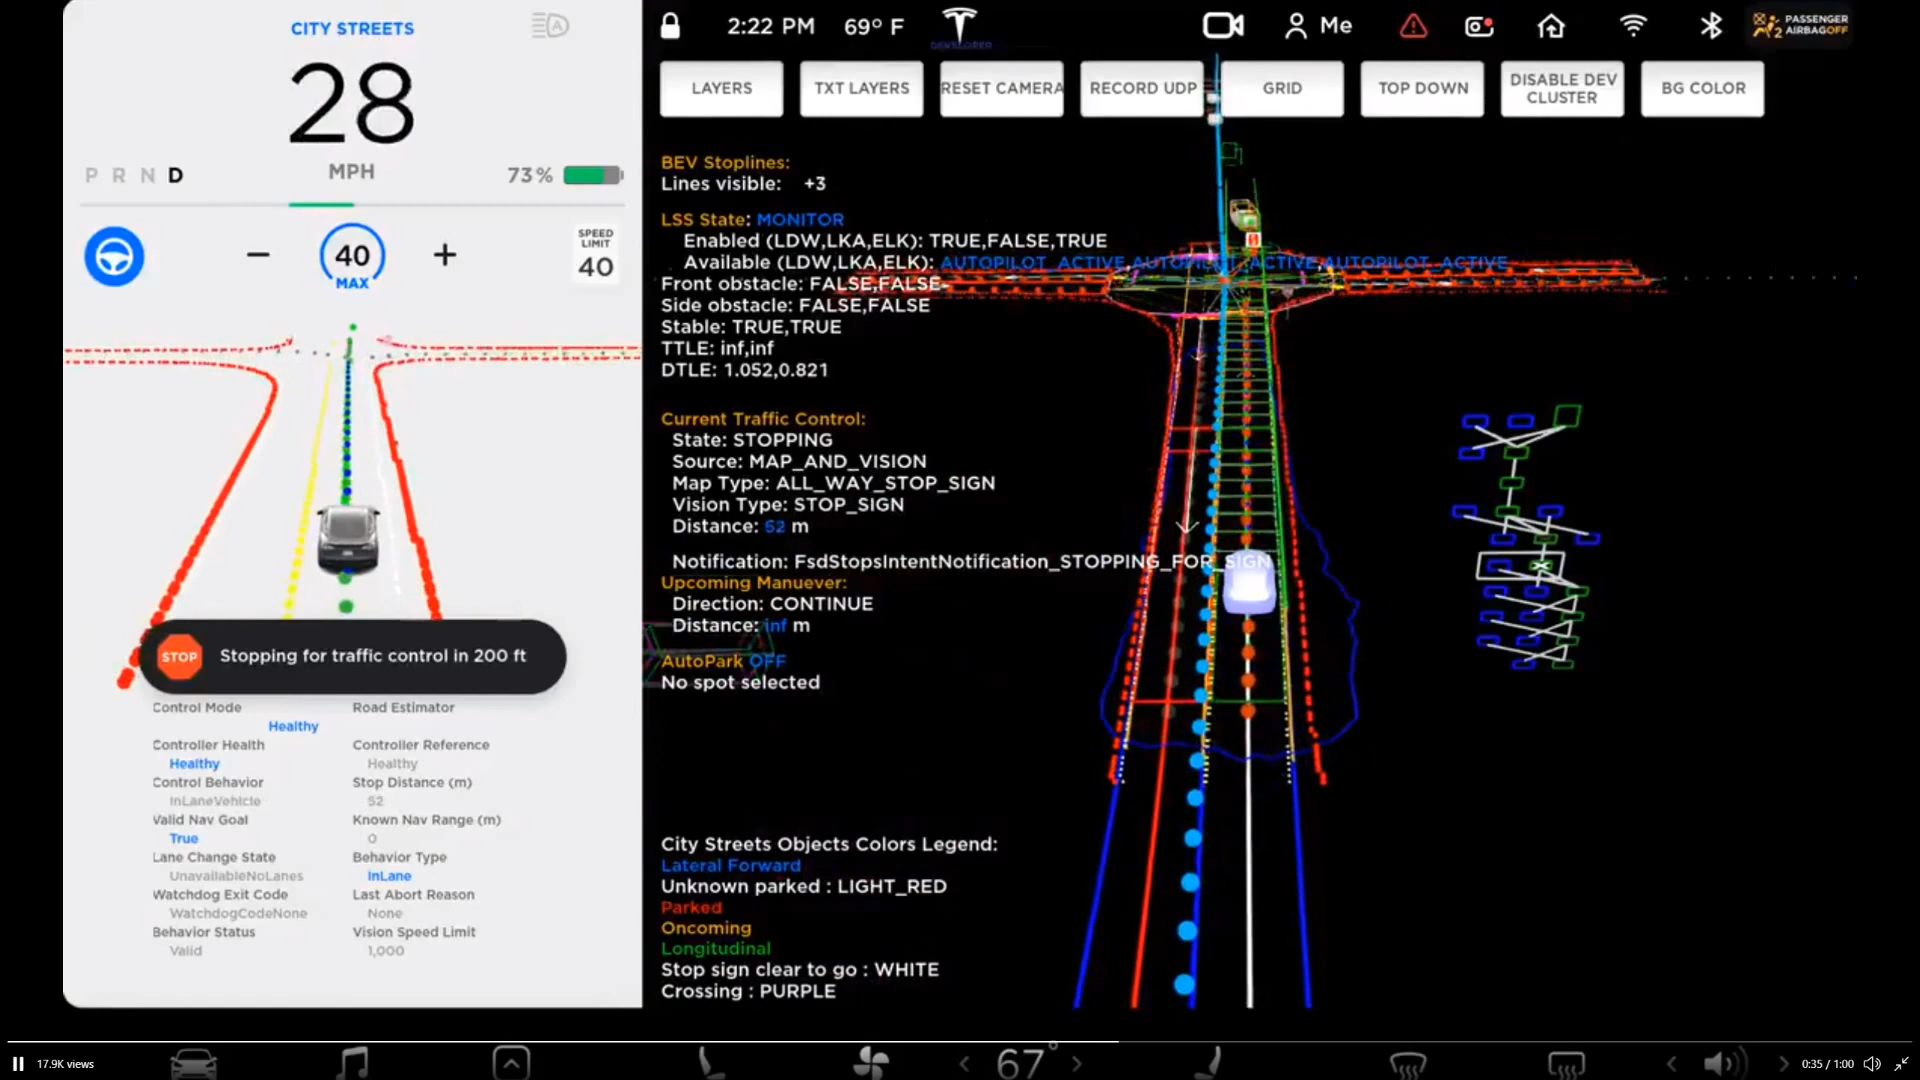 CITY STREETS
28
MPH
P R N D
73%
40
MAX
SPEED
LIMIT
40
STOP
Stopping for traffic control in 200 ft
Control Mode
Healthy
Road Estimator
Controller Health
Healthy
Controller Reference
Healthy
Control Behavior
InLaneVehicle
Stop Distance (m)
52
Valid Nav Goal
True
Known Nav Range (m)
0
Lane Change State
UnavailableNoLanes
Behavior Type
InLane
Watchdog Exit Code
WatchdogCodeNone
Last Abort Reason
None
Behavior Status
Valid
Vision Speed Limit
1,000
2:22 PM 69° F
DEVELOPER
Me
PASSENGER
AIRBAG OFF
LAYERS
TXT LAYERS
RESET CAMERA
RECORD UDP
GRID
TOP DOWN
DISABLE DEV
CLUSTER
BG COLOR
BEV Stoplines:
Lines visible: +3
LSS State: MONITOR
Enabled (LDW,LKA,ELK): TRUE,FALSE,TRUE
Available (LDW,LKA,ELK): AUTOPILOT_ACTIVE,AUTOPILOT_ACTIVE,AUTOPILOT_ACTIVE
Front obstacle: FALSE,FALSE
Side obstacle: FALSE,FALSE
Stable: TRUE,TRUE
TTLE: inf,inf
DTLE: 1.052,0.821
Current Traffic Control:
State: STOPPING
Source: MAP_AND_VISION
Map Type: ALL_WAY_STOP_SIGN
Vision Type: STOP_SIGN
Distance: 52 m
Notification: FsdStopsIntentNotification_STOPPING_FOR_SIGN
Upcoming Manuever:
Direction: CONTINUE
Distance: inf m
AutoPark OFF
No spot selected
City Streets Objects Colors Legend:
Lateral Forward
Unknown parked : LIGHT_RED
Parked
Oncoming
Longitudinal
Stop sign clear to go : WHITE
Crossing : PURPLE
17.9K views
67°
0:35 / 1:00